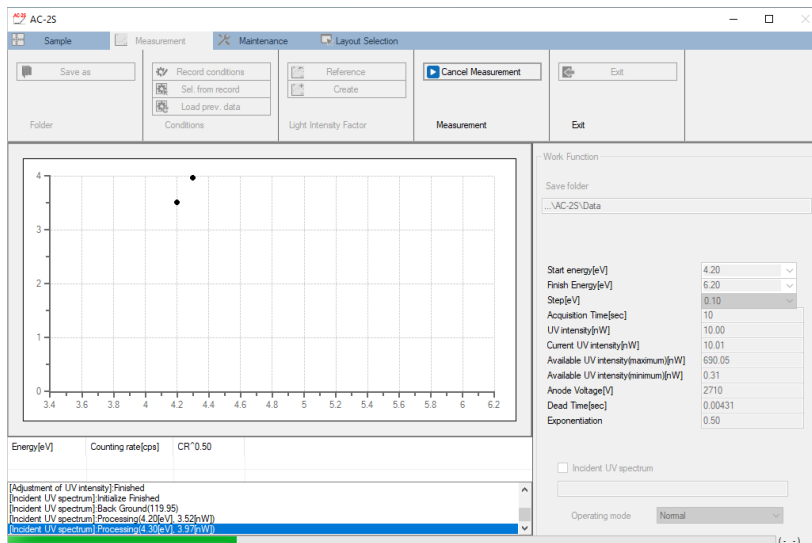 AC-2S
Sample Measurement Maintenance Layout Selection
Save as
Folder
Record conditions
Sel. from record
Load prev. data
Conditions
Reference
Create
Light Intensity Factor
Cancel Measurement
Measurement
Exit
Exit
4
3
2
1
0
3.4 3.6 3.8 4 4.2 4.4 4.6 4.8 5 5.2 5.4 5.6 5.8 6 6.2
Energy[eV] Counting rate[cps] CR^0.50
[Adjustment of UV intensity]:Finished
[Incident UV spectrum]:Initialize Finished
[Incident UV spectrum]:Back Ground(119.95)
[Incident UV spectrum]:Processing(4.20[eV], 3.52[nW])
[Incident UV spectrum]:Processing(4.30[eV], 3.97[nW])
Work Function
Save folder
...\AC-2S\Data
Start energy[eV] 4.20
Finish Energy[eV] 6.20
Step[eV] 0.10
Acquisition Time[sec] 10
UV intensity[nW] 10.00
Current UV intensity[nW] 10.01
Available UV intensity(maximum)[nW] 690.05
Available UV intensity(minimum)[nW] 0.31
Anode Voltage[V] 2710
Dead Time[sec] 0.00431
Exponentiation 0.50
Incident UV spectrum
Operating mode Normal